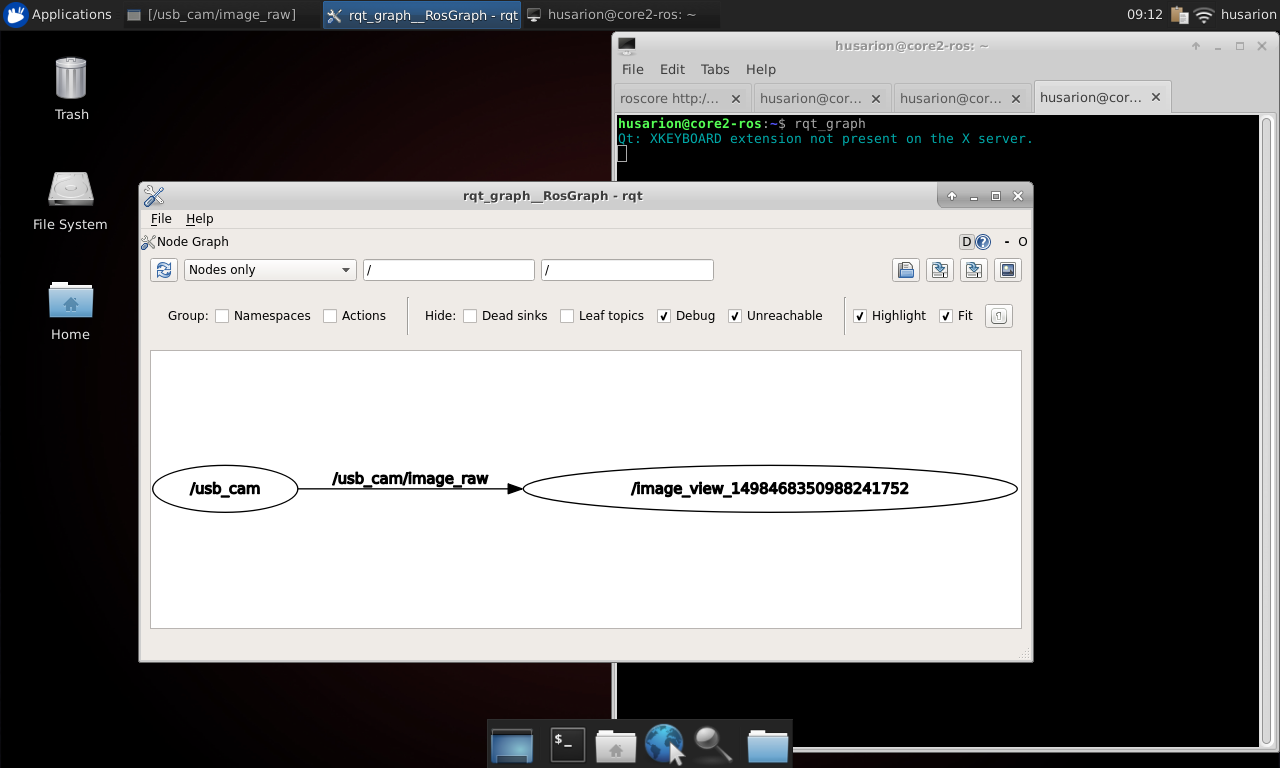 Applications
[/usb_cam/image_raw]
rqt_graph__RosGraph - rqt
husarion@core2-ros: ~
09:12
husarion
Trash
File System
Home
husarion@core2-ros: ~
File Edit Tabs Help
roscore http:/...
husarion@cor...
husarion@cor...
husarion@cor...
husarion@core2-ros:~$ rqt_graph
Qt: XKEYBOARD extension not present on the X server.
rqt_graph__RosGraph - rqt
File Help
Node Graph
D ? - O
Nodes only
/
/
Group: Namespaces Actions Hide: Dead sinks Leaf topics Debug Unreachable Highlight Fit
/usb_cam
/usb_cam/image_raw
/image_view_1498468350988241752
$_